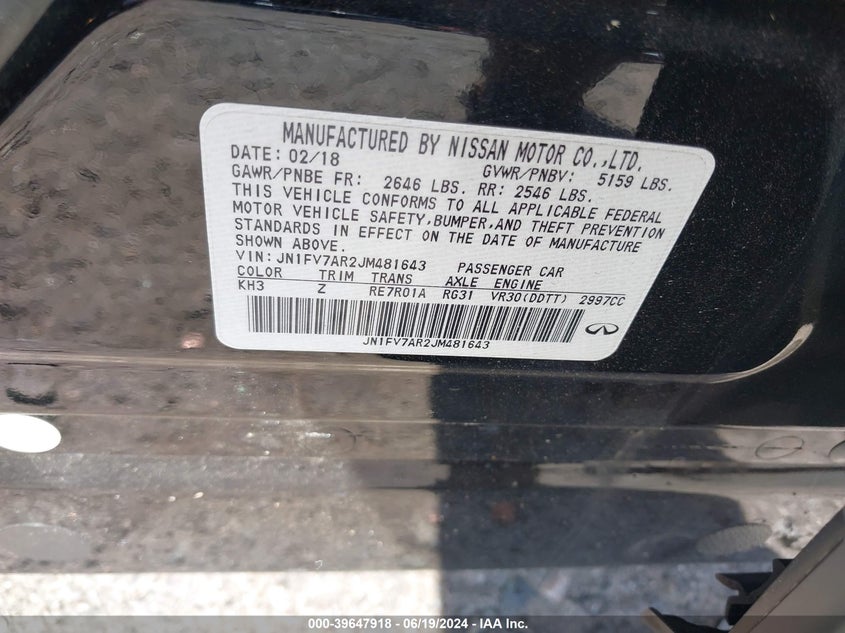 MANUFACTURED BY NISSAN MOTOR CO.,LTD.
DATE: 02/18 GVWR/PNBV: 5159 LBS.
GAWR/PNBE FR: 2646 LBS. RR: 2546 LBS.
THIS VEHICLE CONFORMS TO ALL APPLICABLE FEDERAL
MOTOR VEHICLE SAFETY,BUMPER,AND THEFT PREVENTION
STANDARDS IN EFFECT ON THE DATE OF MANUFACTURE
SHOWN ABOVE.
VIN: JN1FV7AR2JM481643 PASSENGER CAR
COLOR TRIM TRANS AXLE ENGINE
KH3 Z RE7R01A RG31 VR30(DDTT) 2997CC
JN1FV7AR2JM481643
000-39647918 - 06/19/2024 - IAA Inc.